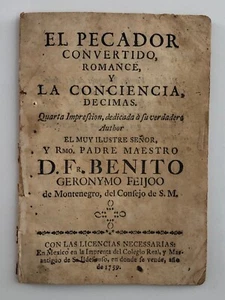 EL PECADOR
CONVERTIDO,
ROMANCE,
Y
LA CONCIENCIA,
DECIMAS.
Quarta Impression, dedicada à su verdadero
Author
EL MUY ILUSTRE SEÑOR,
Y Rmo. PADRE MAESTRO
D. Fr. BENITO
GERONYMO FEIJOO
de Montenegro, del Consejo de S. M.
CON LAS LICENCIAS NECESSARIAS:
En Mexico en la Imprenta del Colegio Real, y Mas
antiguo de S. Ildefonso, en donde se vende, año
de 1759.